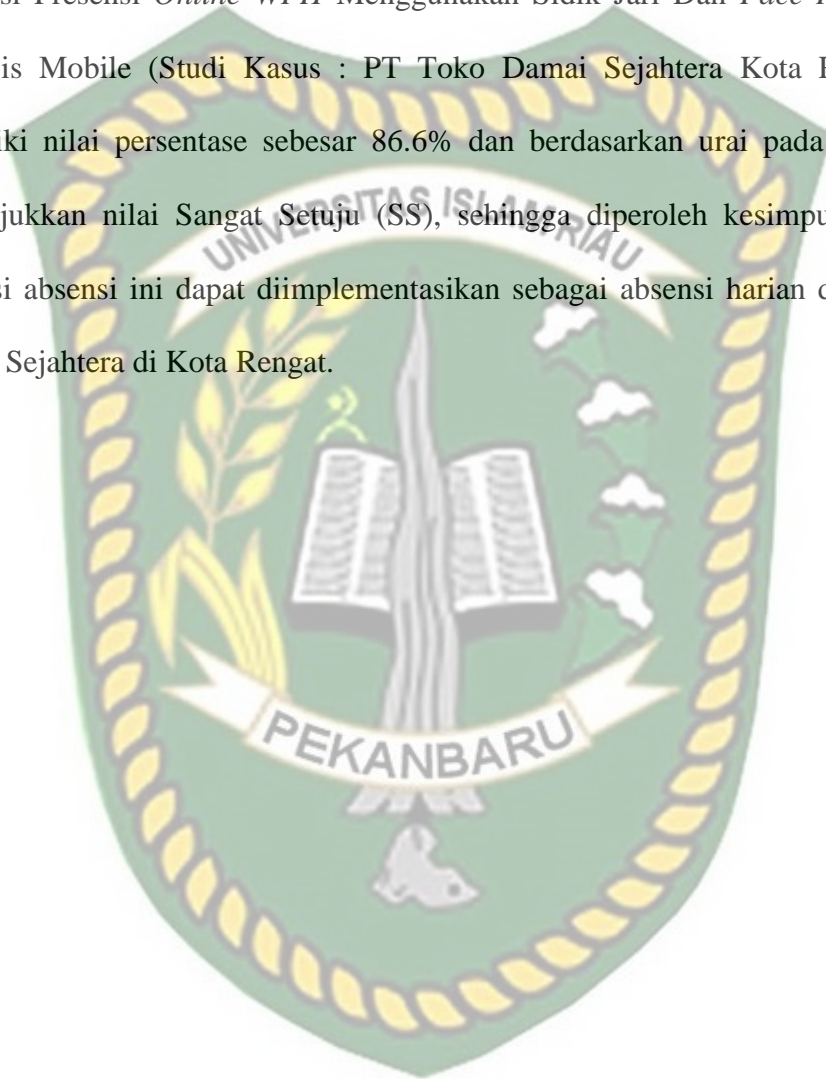 si Presensi Online WFH Menggunakan Sidik Jari Dan Face
is Mobile (Studi Kasus : PT Toko Damai Sejahtera Kota
iki nilai persentase sebesar 86.6% dan berdasarkan urai pada
jukkan nilai Sangat Setuju (SS), sehingga diperoleh kesimpu
si absensi ini dapat diimplementasikan sebagai absensi harian
Sejahtera di Kota Rengat.
UNIVERSITAS ISLAM RIAU
PEKANBARU